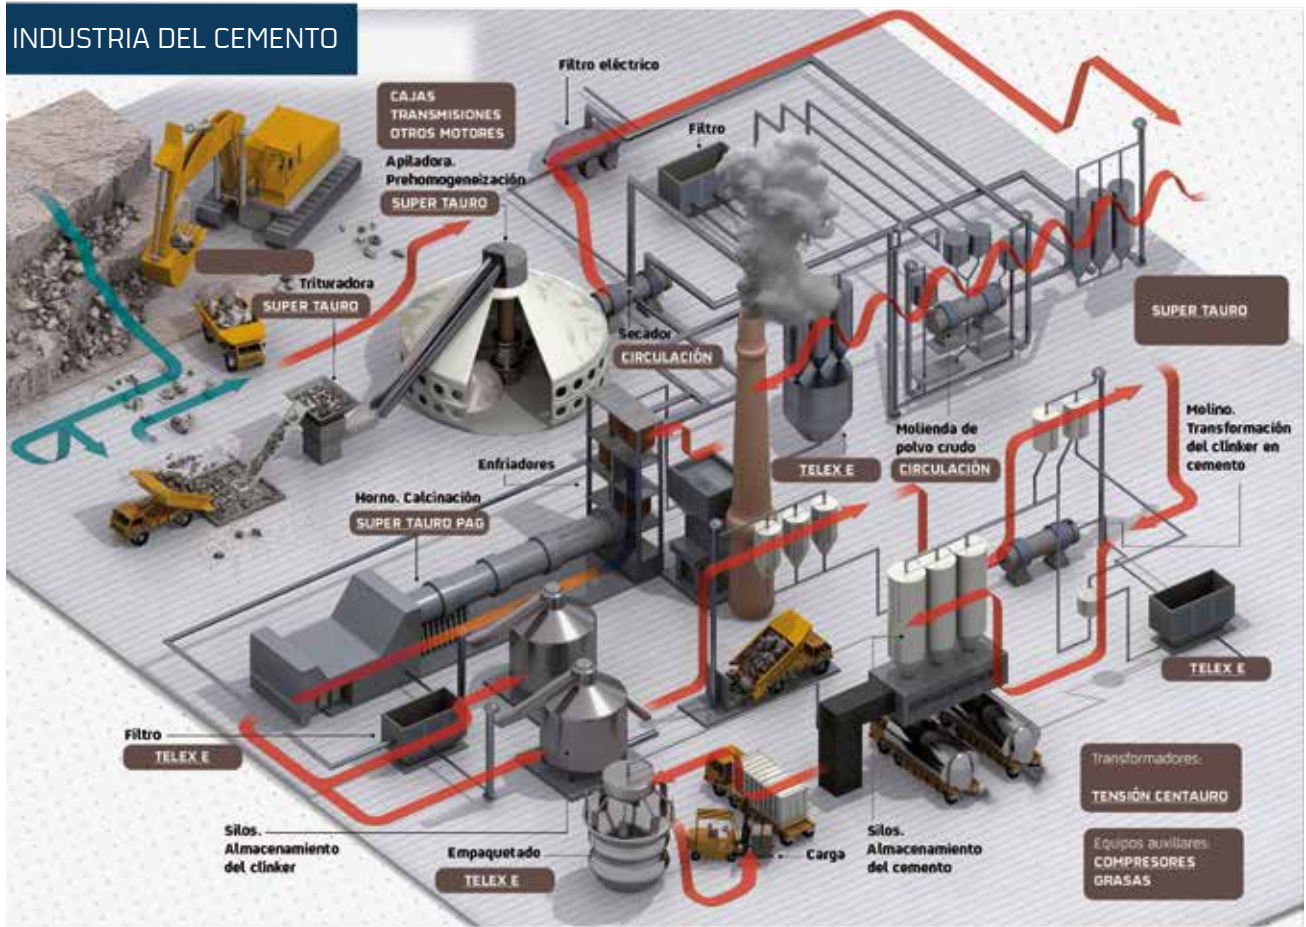 INDUSTRIA DEL CEMENTO
Filtro eléctrico
CAJAS
TRANSMISIONES
OTROS MOTORES
Filtro
Apiladora.
Prehomogeneización
SUPER TAURO
Trituradora
SUPER TAURO
Secador
CIRCULACIÓN
SUPER TAURO
Molienda de
polvo crudo
CIRCULACIÓN
Molino.
Transformación
del clinker en
cemento
TELEX E
Enfriadores
Horno. Calcinación
SUPER TAURO PAG
TELEX E
Filtro
TELEX E
Transformadores:
TENSIÓN CENTAURO
Silos.
Almacenamiento
del clinker
Empaquetado
TELEX E
Carga
Silos.
Almacenamiento
del cemento
Equipos auxiliares:
COMPRESORES
GRASAS